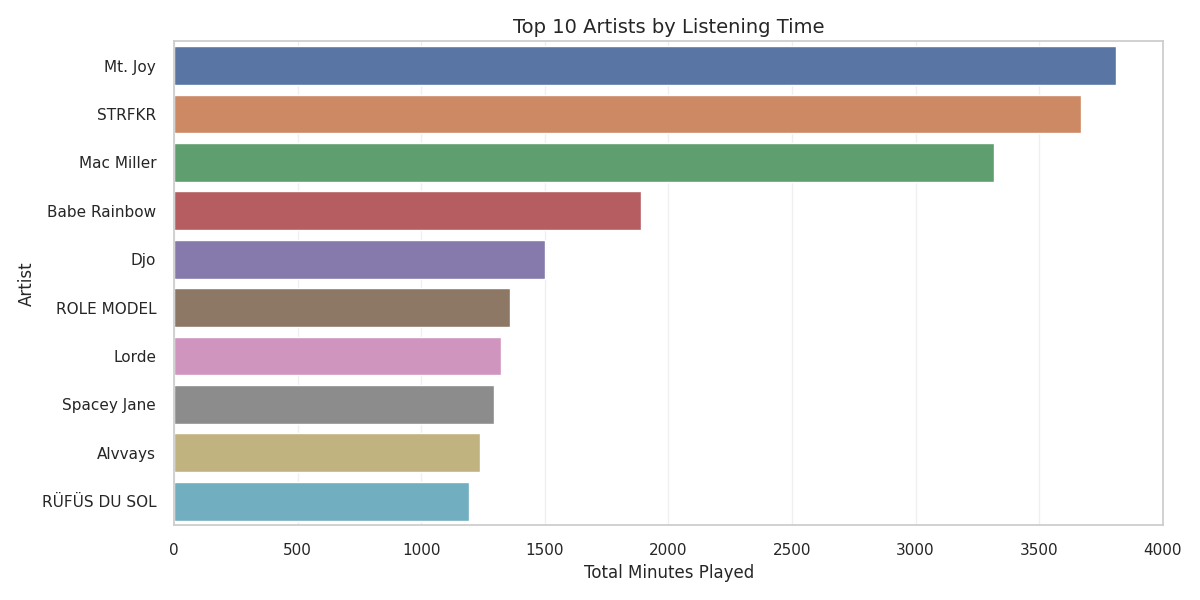 Top 10 Artists by Listening Time
Artist
Mt. Joy
STRFKR
Mac Miller
Babe Rainbow
Djo
ROLE MODEL
Lorde
Spacey Jane
Alvvays
RÜFÜS DU SOL
0 500 1000 1500 2000 2500 3000 3500 4000
Total Minutes Played